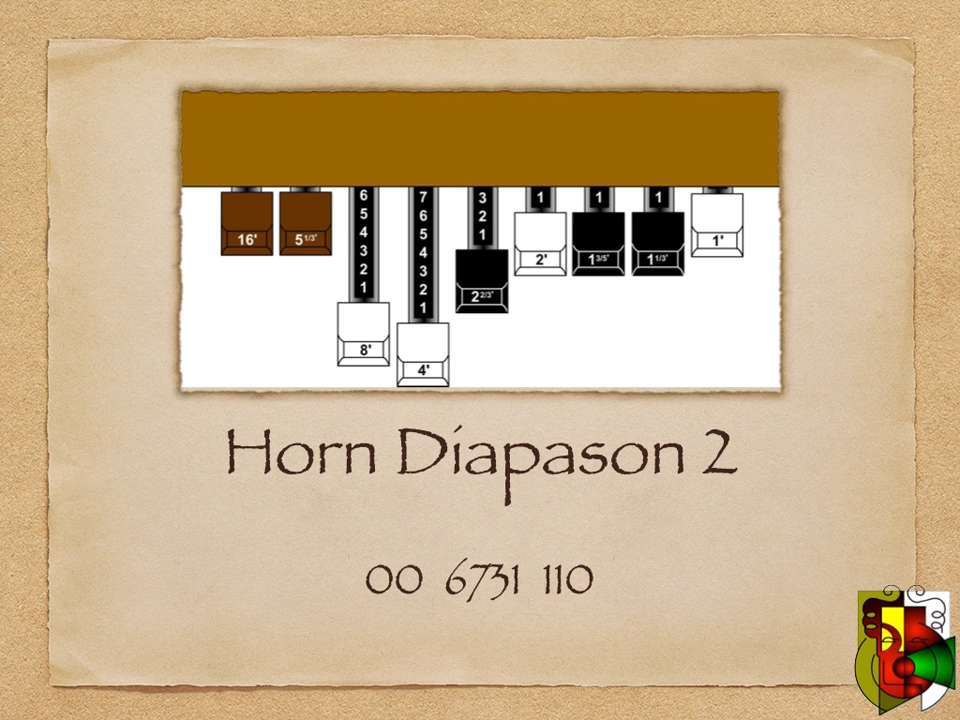 6 7 3 1 1 1
5 6 2
4 5 1
3 4
2 3
1 2
1
16' 5 1/3' 8' 4' 2 2/3' 2' 1 3/5' 1 1/3' 1'
Horn Diapason 2
00 6731 110